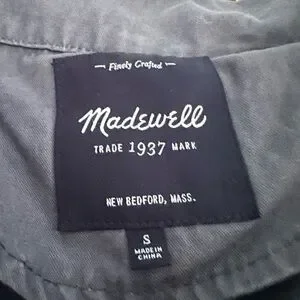 Finely Crafted
Madewell
TRADE 1937 MARK
NEW BEDFORD, MASS.
S
MADE IN
CHINA